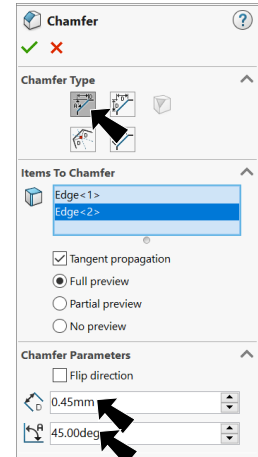 Chamfer
?
Chamfer Type
Items To Chamfer
Edge<1>
Edge<2>
Tangent propagation
Full preview
Partial preview
No preview
Chamfer Parameters
Flip direction
D
0.45mm
A
45.00deg